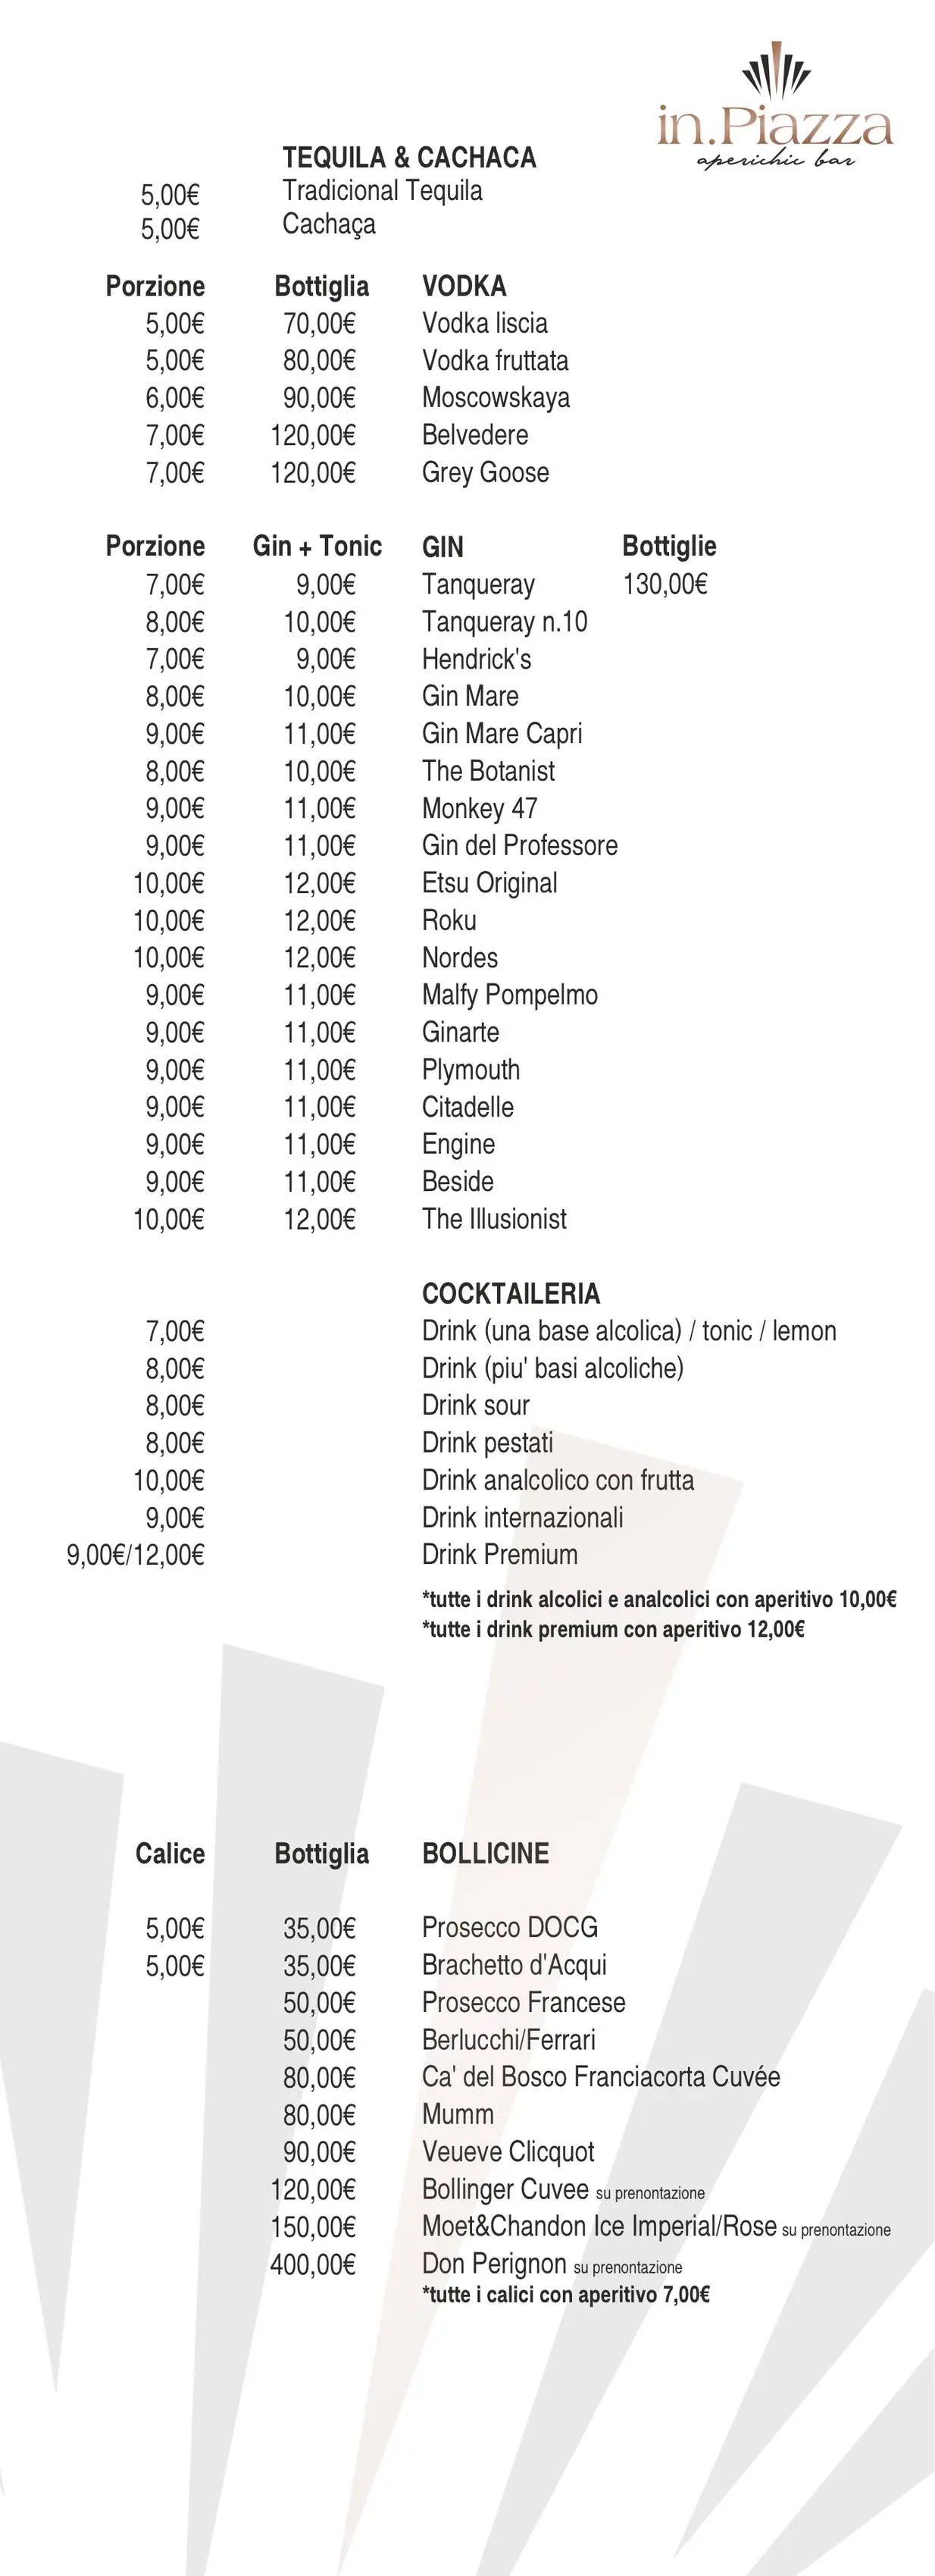 in.Piazza
aperichic bar
TEQUILA & CACHACA
5,00€ Tradicional Tequila
5,00€ Cachaça
Porzione Bottiglia VODKA
5,00€ 70,00€ Vodka liscia
5,00€ 80,00€ Vodka fruttata
6,00€ 90,00€ Moscowskaya
7,00€ 120,00€ Belvedere
7,00€ 120,00€ Grey Goose
Porzione Gin + Tonic GIN Bottiglie
7,00€ 9,00€ Tanqueray 130,00€
8,00€ 10,00€ Tanqueray n.10
7,00€ 9,00€ Hendrick's
8,00€ 10,00€ Gin Mare
9,00€ 11,00€ Gin Mare Capri
8,00€ 10,00€ The Botanist
9,00€ 11,00€ Monkey 47
9,00€ 11,00€ Gin del Professore
10,00€ 12,00€ Etsu Original
10,00€ 12,00€ Roku
10,00€ 12,00€ Nordes
9,00€ 11,00€ Malfy Pompelmo
9,00€ 11,00€ Ginarte
9,00€ 11,00€ Plymouth
9,00€ 11,00€ Citadelle
9,00€ 11,00€ Engine
9,00€ 11,00€ Beside
10,00€ 12,00€ The Illusionist
COCKTAILERIA
7,00€ Drink (una base alcolica) / tonic / lemon
8,00€ Drink (piu' basi alcoliche)
8,00€ Drink sour
8,00€ Drink pestati
10,00€ Drink analcolico con frutta
9,00€ Drink internazionali
9,00€/12,00€ Drink Premium
*tutte i drink alcolici e analcolici con aperitivo 10,00€
*tutte i drink premium con aperitivo 12,00€
Calice Bottiglia BOLLICINE
5,00€ 35,00€ Prosecco DOCG
5,00€ 35,00€ Brachetto d'Acqui
50,00€ Prosecco Francese
50,00€ Berlucchi/Ferrari
80,00€ Ca' del Bosco Franciacorta Cuvée
80,00€ Mumm
90,00€ Veueve Clicquot
120,00€ Bollinger Cuvee su prenontazione
150,00€ Moet&Chandon Ice Imperial/Rose su prenontazione
400,00€ Don Perignon su prenontazione
*tutte i calici con aperitivo 7,00€